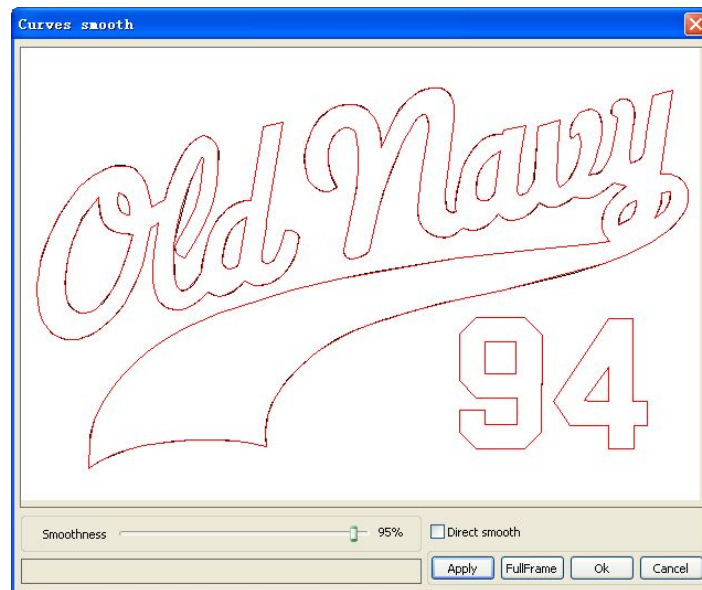 Curves smooth
Old Navy
94
Smoothness 95% Direct smooth
Apply FullFrame Ok Cancel